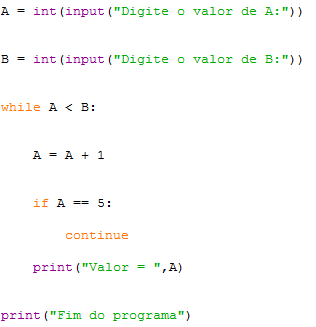 A = int(input("Digite o valor de A:"))
B = int(input("Digite o valor de B:"))
while A < B:
    A = A + 1
    if A == 5:
        continue
    print("Valor = ",A)
print("Fim do programa")